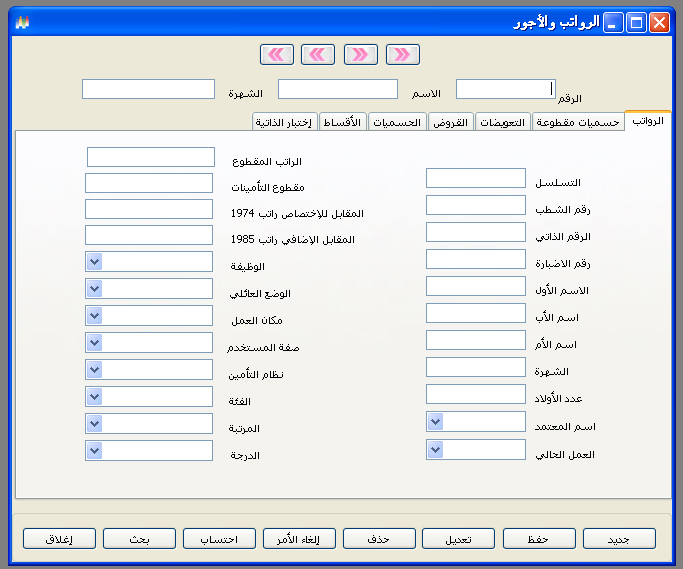 الرواتب والأجور
الرقم
الاسم
الشهرة
الرواتب
حسميات مقطوعة
التعويضات
القروض
الحسميات
الأقساط
إختبار الذاتية
التسلسل
رقم الشطب
الرقم الذاتي
رقم الاضبارة
الاسم الأول
اسم الأب
اسم الأم
الشهرة
عدد الأولاد
اسم المعتمد
العمل الحالي
الراتب المقطوع
مقطوع التأمينات
المقابل للإختصاص راتب 1974
المقابل الإضافي راتب 1985
الوظيفة
الوضع العائلي
مكان العمل
صفة المستخدم
نظام التأمين
الفئة
المرتبة
الدرجة
جديد
حفظ
تعديل
حذف
إلغاء الأمر
احتساب
بحث
إغلاق